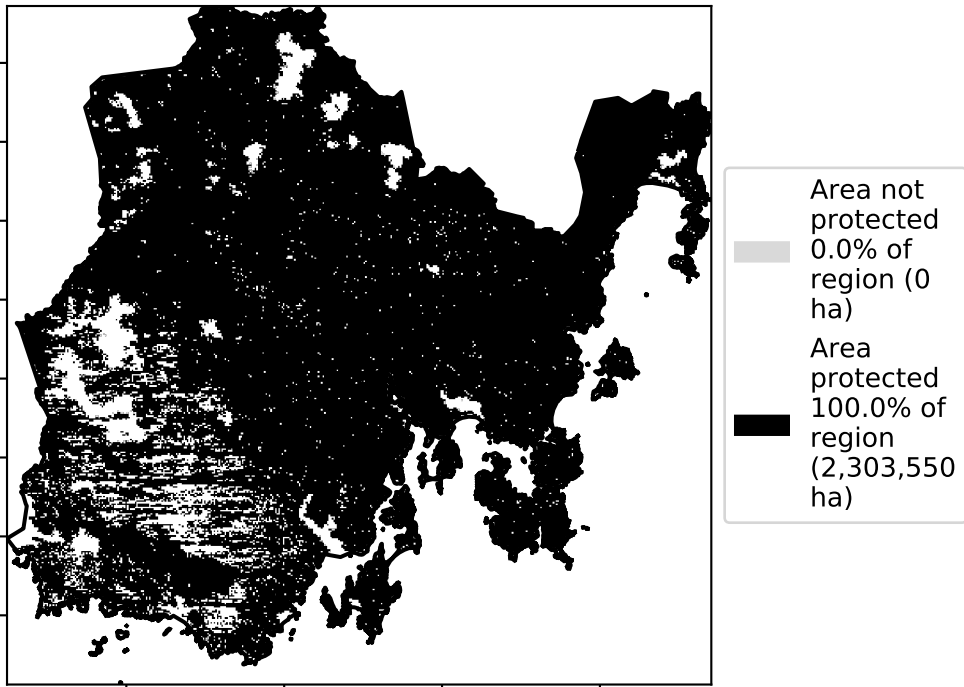 Area not
protected
0.0% of
region (0
ha)
Area
protected
100.0% of
region
(2,303,550
ha)